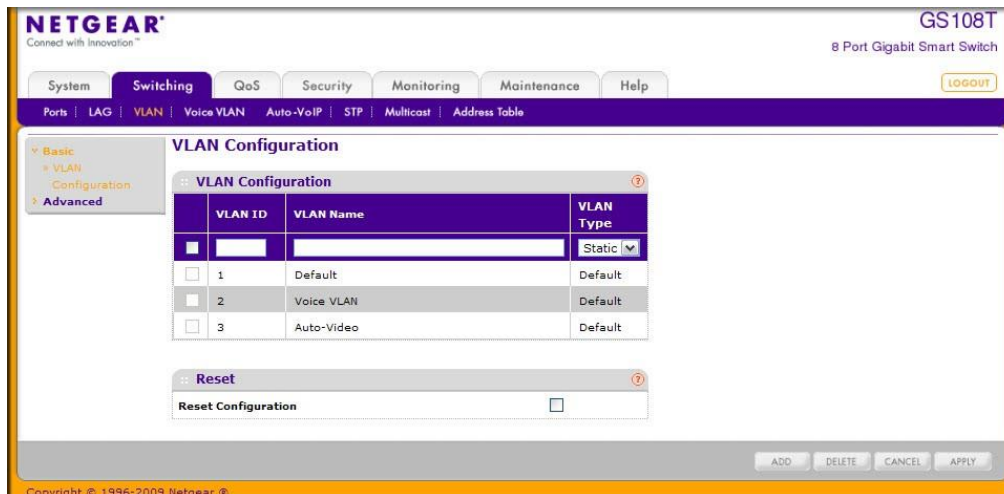 NETGEAR®
Connect with Innovation™
GS108T
8 Port Gigabit Smart Switch
System Switching QoS Security Monitoring Maintenance Help LOGOUT
Ports | LAG | VLAN | Voice VLAN Auto-VoIP | STP | Multicast | Address Table
Basic
» VLAN
Configuration
Advanced
VLAN Configuration
VLAN Configuration ?
VLAN ID VLAN Name VLAN Type
Static
1 Default Default
2 Voice VLAN Default
3 Auto-Video Default
Reset ?
Reset Configuration
ADD DELETE CANCEL APPLY
Copyright © 1996-2009 Netgear ®